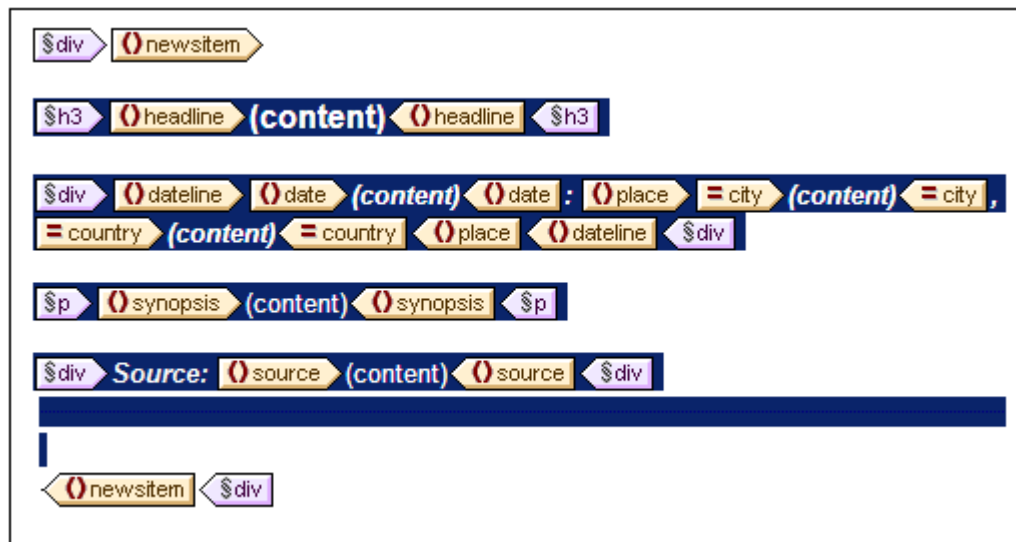 §div ()newsitem
§h3 ()headline (content) ()headline §h3
§div ()dateline ()date (content) ()date : ()place =city (content) =city ,
=country (content) =country ()place ()dateline §div
§p ()synopsis (content) ()synopsis §p
§div Source: ()source (content) ()source §div
()newsitem §div